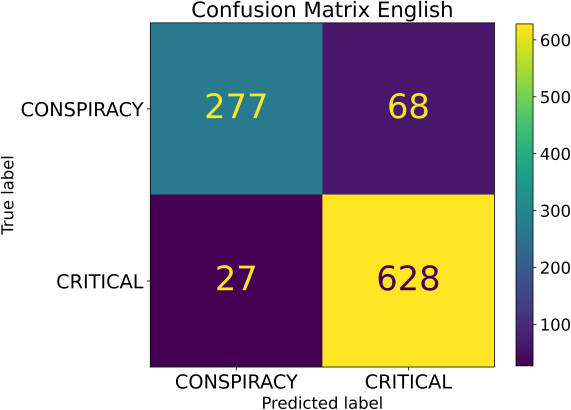 Confusion Matrix English
CONSPIRACY
277
68
CRITICAL
27
628
CONSPIRACY
CRITICAL
Predicted label
True label
600
500
400
300
200
100